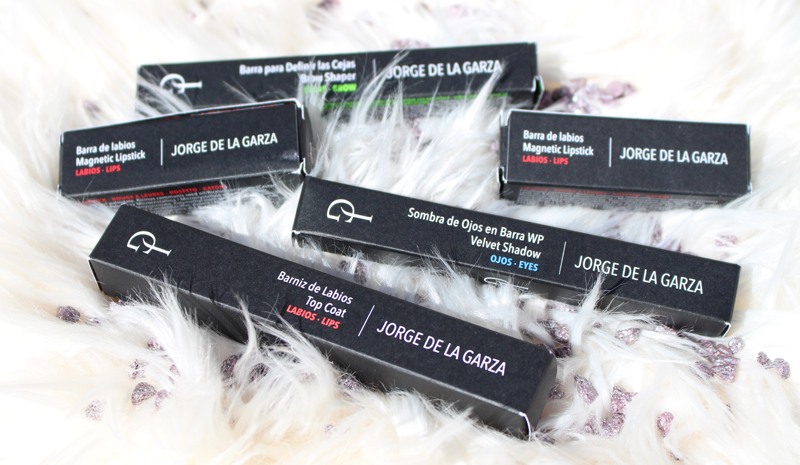 Barra para Definir las Cejas
Brow Shaper
BROW
JORGE DE LA GARZA
Barra de labios
Magnetic Lipstick
LABIOS · LIPS
JORGE DE LA GARZA
Barra de labios
Magnetic Lipstick
LABIOS · LIPS
JORGE DE LA GARZA
Sombra de Ojos en Barra WP
Velvet Shadow
OJOS · EYES
JORGE DE LA GARZA
Barniz de Labios
Top Coat
LABIOS · LIPS
JORGE DE LA GARZA